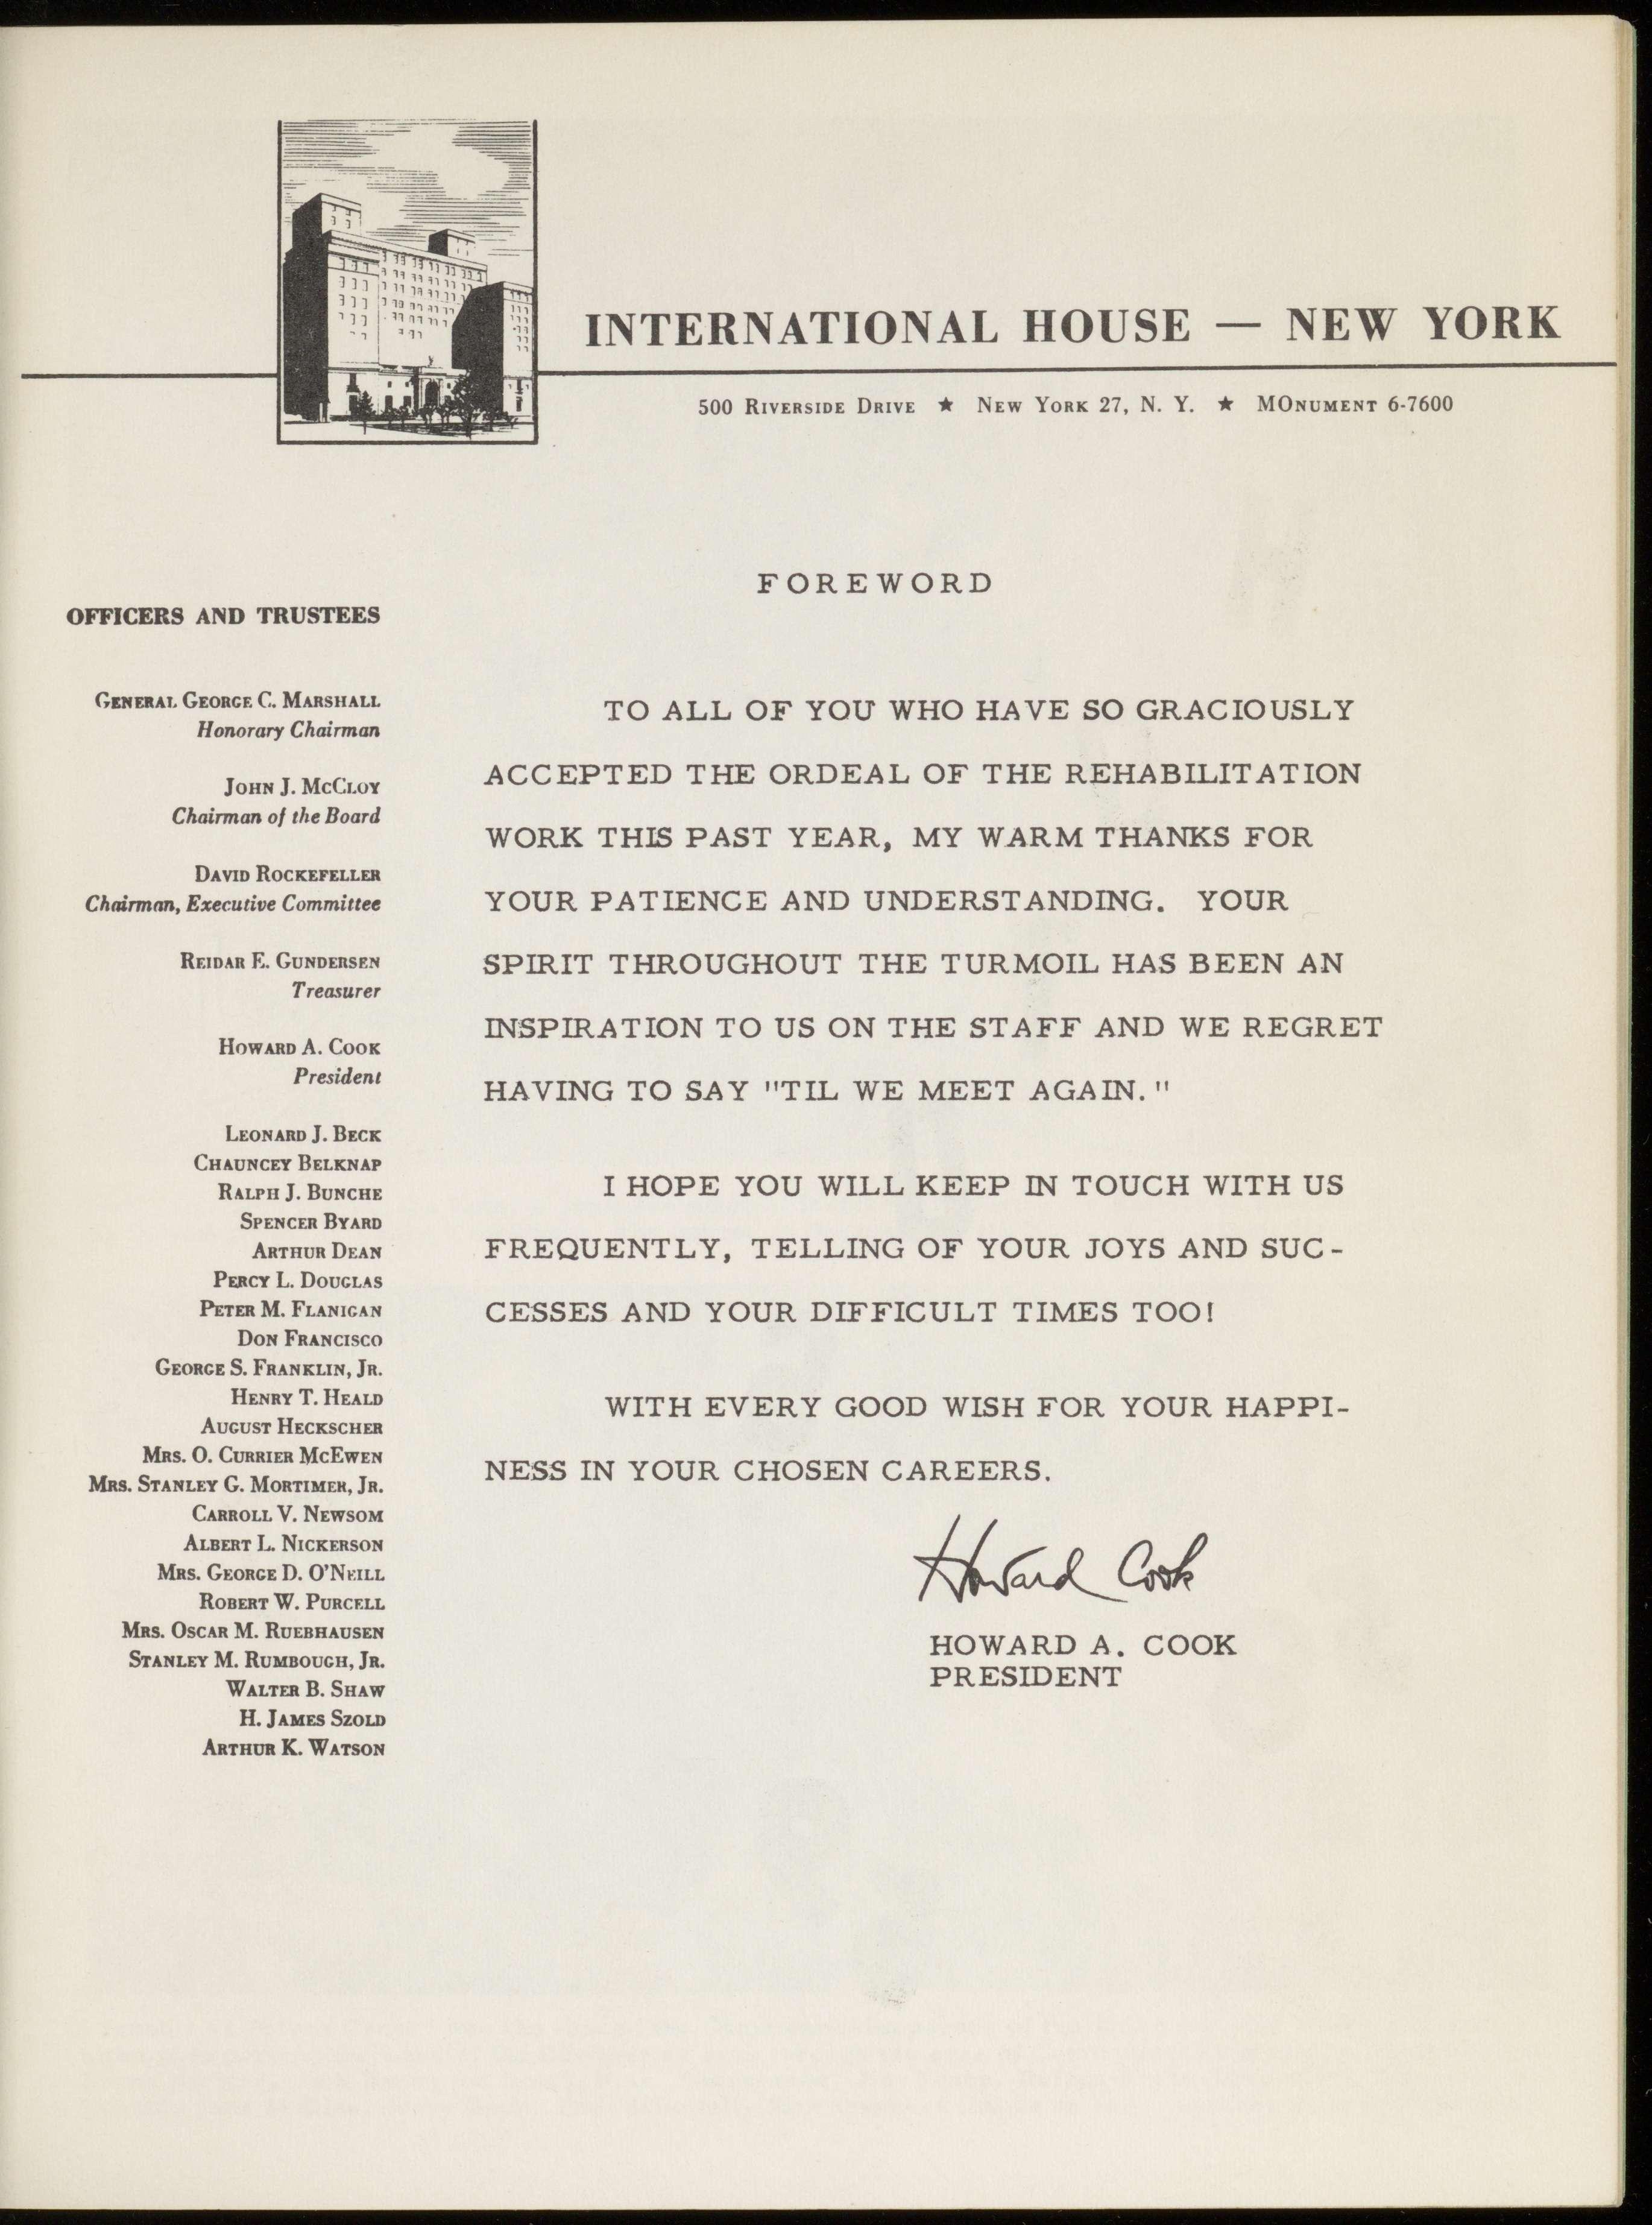 INTERNATIONAL HOUSE — NEW YORK
500 RIVERSIDE DRIVE ★ NEW YORK 27, N. Y. ★ MONUMENT 6-7600
OFFICERS AND TRUSTEES
GENERAL GEORGE C. MARSHALL
Honorary Chairman
JOHN J. MCCLOY
Chairman of the Board
DAVID ROCKEFELLER
Chairman, Executive Committee
REIDAR E. GUNDERSEN
Treasurer
HOWARD A. COOK
President
LEONARD J. BECK
CHAUNCEY BELKNAP
RALPH J. BUNCHE
SPENCER BYARD
ARTHUR DEAN
PERCY L. DOUGLAS
PETER M. FLANIGAN
DON FRANCISCO
GEORGE S. FRANKLIN, JR.
HENRY T. HEALD
AUGUST HECKSCHER
MRS. O. CURRIER MCEWEN
MRS. STANLEY G. MORTIMER, JR.
CARROLL V. NEWSOM
ALBERT L. NICKERSON
MRS. GEORGE D. O'NEILL
ROBERT W. PURCELL
MRS. OSCAR M. RUEBHAUSEN
STANLEY M. RUMBOUGH, JR.
WALTER B. SHAW
H. JAMES SZOLD
ARTHUR K. WATSON
FOREWORD
TO ALL OF YOU WHO HAVE SO GRACIOUSLY
ACCEPTED THE ORDEAL OF THE REHABILITATION
WORK THIS PAST YEAR, MY WARM THANKS FOR
YOUR PATIENCE AND UNDERSTANDING. YOUR
SPIRIT THROUGHOUT THE TURMOIL HAS BEEN AN
INSPIRATION TO US ON THE STAFF AND WE REGRET
HAVING TO SAY "TIL WE MEET AGAIN."
I HOPE YOU WILL KEEP IN TOUCH WITH US
FREQUENTLY, TELLING OF YOUR JOYS AND SUC-
CESSES AND YOUR DIFFICULT TIMES TOO!
WITH EVERY GOOD WISH FOR YOUR HAPPI-
NESS IN YOUR CHOSEN CAREERS.
Howard Cook
HOWARD A. COOK
PRESIDENT